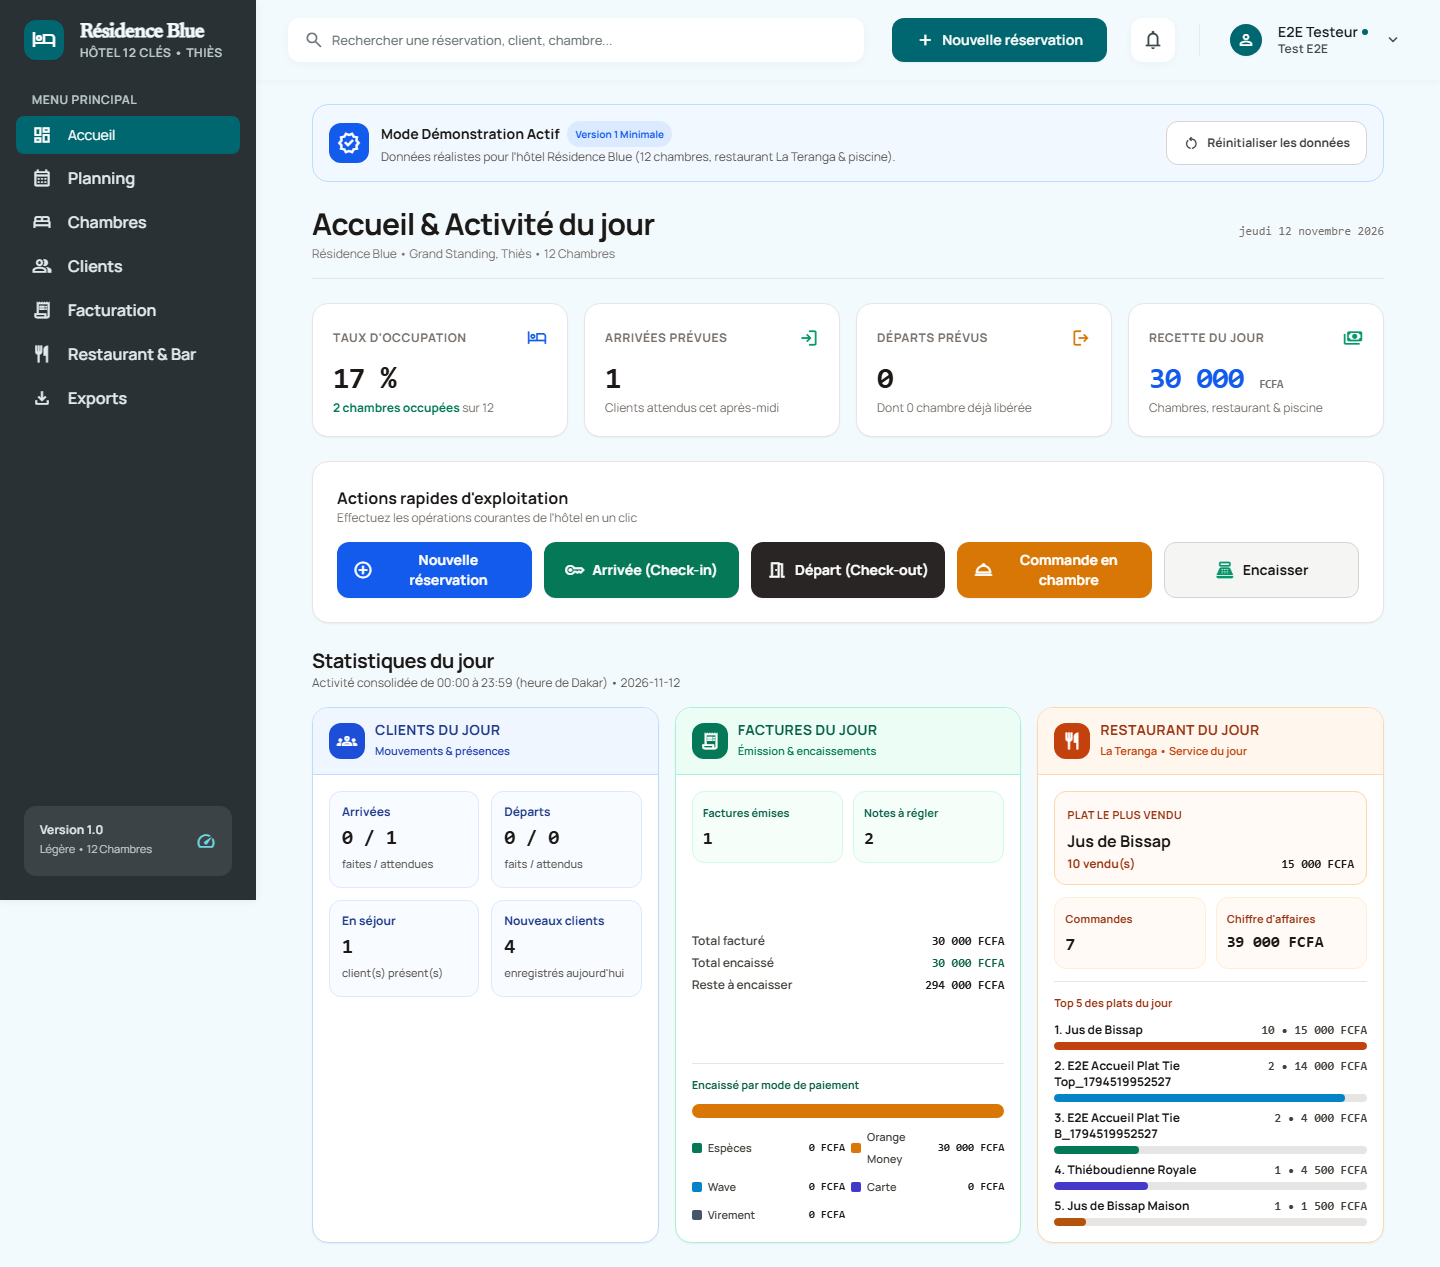 Résidence Blue
HÔTEL 12 CLÉS • THIÈS
MENU PRINCIPAL
Accueil
Planning
Chambres
Clients
Facturation
Restaurant & Bar
Exports
Version 1.0
Légère • 12 Chambres
Rechercher une réservation, client, chambre...
Nouvelle réservation
E2E Testeur
Test E2E
Mode Démonstration Actif
Version 1 Minimale
Données réalistes pour l'hôtel Résidence Blue (12 chambres, restaurant La Teranga & piscine).
Réinitialiser les données
Accueil & Activité du jour
Résidence Blue • Grand Standing, Thiès • 12 Chambres
jeudi 12 novembre 2026
TAUX D'OCCUPATION
17 %
2 chambres occupées sur 12
ARRIVÉES PRÉVUES
1
Clients attendus cet après-midi
DÉPARTS PRÉVUS
0
Dont 0 chambre déjà libérée
RECETTE DU JOUR
30 000 FCFA
Chambres, restaurant & piscine
Actions rapides d'exploitation
Effectuez les opérations courantes de l'hôtel en un clic
Nouvelle
réservation
Arrivée (Check-in)
Départ (Check-out)
Commande en
chambre
Encaisser
Statistiques du jour
Activité consolidée de 00:00 à 23:59 (heure de Dakar) • 2026-11-12
CLIENTS DU JOUR
Mouvements & présences
Arrivées
0 / 1
faites / attendues
Départs
0 / 0
faits / attendus
En séjour
1
client(s) présent(s)
Nouveaux clients
4
enregistrés aujourd'hui
FACTURES DU JOUR
Émission & encaissements
Factures émises
1
Notes à régler
2
Total facturé 30 000 FCFA
Total encaissé 30 000 FCFA
Reste à encaisser 294 000 FCFA
Encaissé par mode de paiement
Espèces 0 FCFA
Orange
Money
30 000 FCFA
Wave 0 FCFA
Carte 0 FCFA
Virement 0 FCFA
RESTAURANT DU JOUR
La Teranga • Service du jour
PLAT LE PLUS VENDU
Jus de Bissap
10 vendu(s) 15 000 FCFA
Commandes
7
Chiffre d'affaires
39 000 FCFA
Top 5 des plats du jour
1. Jus de Bissap 10 • 15 000 FCFA
2. E2E Accueil Plat Tie 2 • 14 000 FCFA
Top_1794519952527
3. E2E Accueil Plat Tie 2 • 4 000 FCFA
B_1794519952527
4. Thiéboudienne Royale 1 • 4 500 FCFA
5. Jus de Bissap Maison 1 • 1 500 FCFA